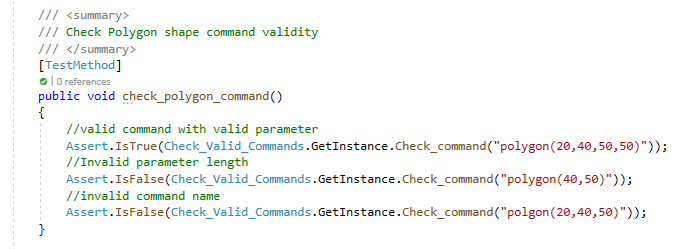 /// <summary>
/// Check Polygon shape command validity
/// </summary>
[TestMethod]
| 0 references
public void check_polygon_command()
{
//valid command with valid parameter
Assert.IsTrue(Check_Valid_Commands.GetInstance.Check_command("polygon(20,40,50,50)"));
//Invalid parameter length
Assert.IsFalse(Check_Valid_Commands.GetInstance.Check_command("polygon(40,50)"));
//invalid command name
Assert.IsFalse(Check_Valid_Commands.GetInstance.Check_command("polgon(20,40,50)"));
}